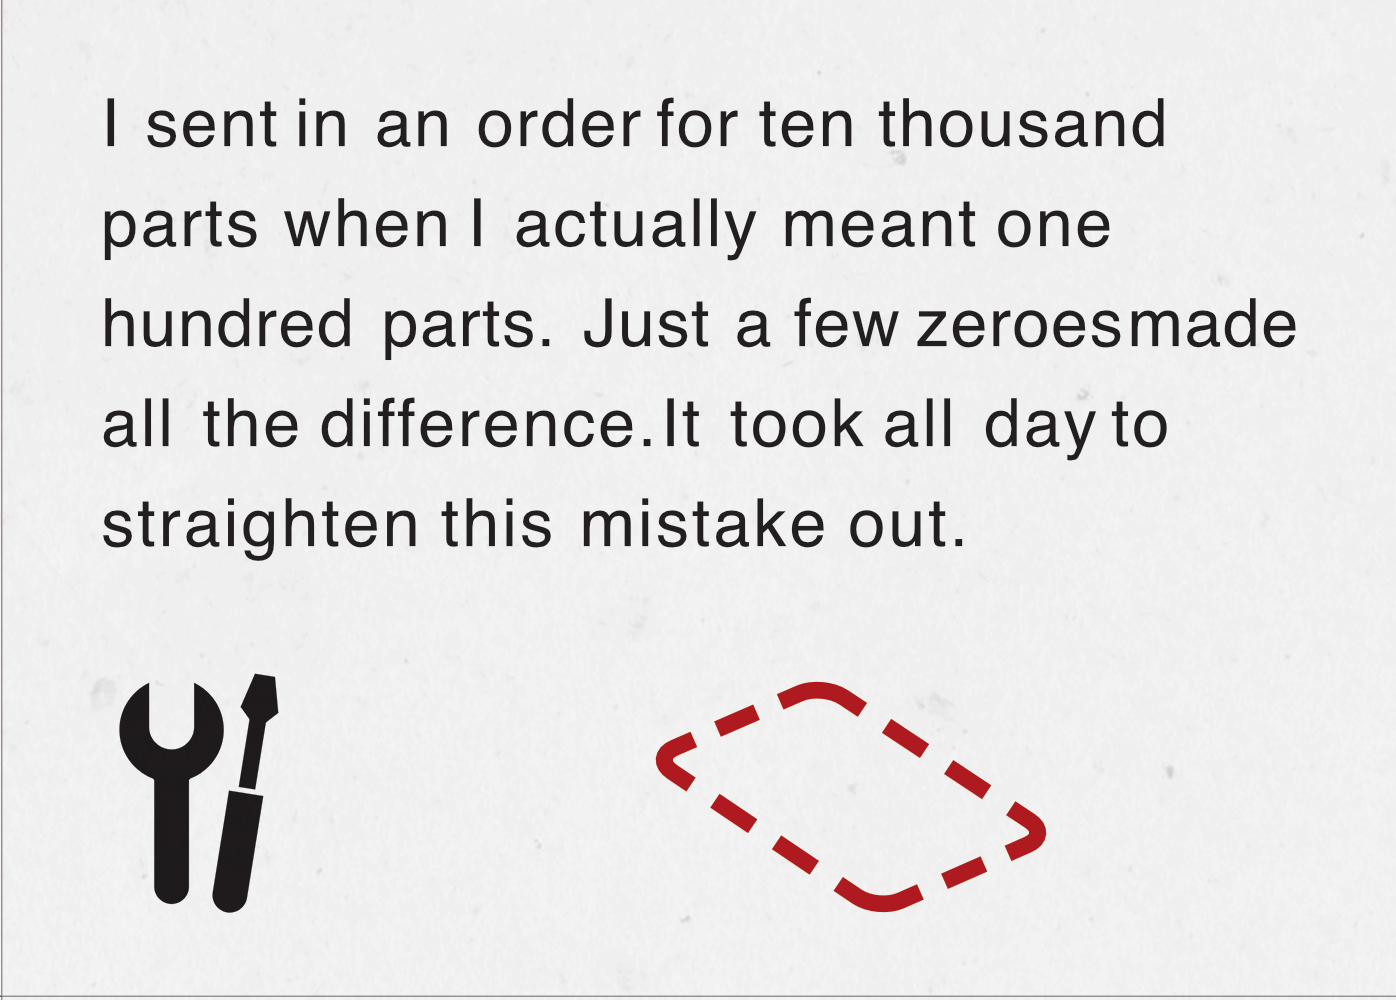 I sent in an order for ten thousand
parts when I actually meant one
hundred parts. Just a few zeroesmade
all the difference.It took all day to
straighten this mistake out.